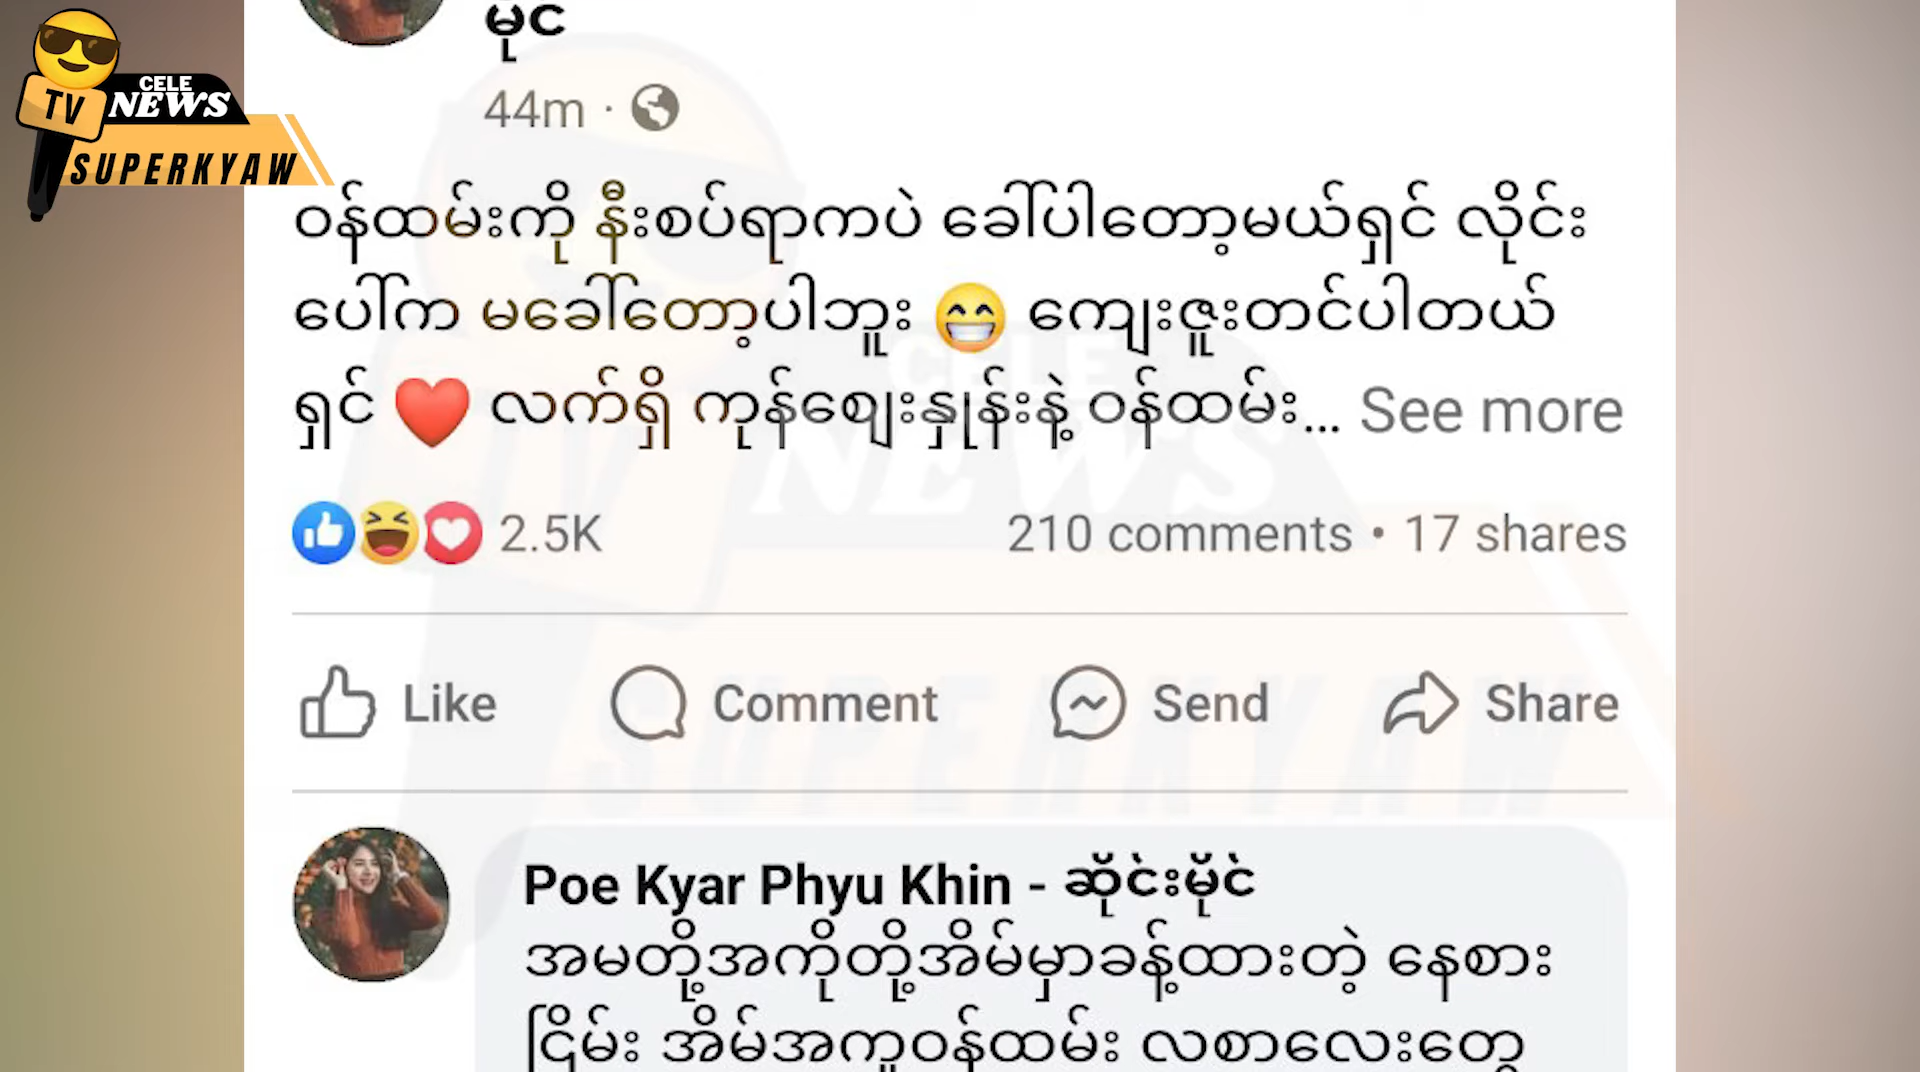 မိုင်
44m
CELE
NEWS
TV
SUPERKYAW
ဝန်ထမ်းကို နီးစပ်ရာကပဲ ခေါ်ပါတော့မယ်ရှင် လိုင်း
ပေါ်က မခေါ်တော့ပါဘူး 😁 ကျေးဇူးတင်ပါတယ်
ရှင် ❤️ လက်ရှိ ကုန်ဈေးနှုန်းနဲ့ ဝန်ထမ်း... See more
2.5K 210 comments • 17 shares
Like Comment Send Share
Poe Kyar Phyu Khin - ဆိုင်းမိုင်
အမတို့အကိုတို့အိမ်မှာခန့်ထားတဲ့ နေစား
ငြိမ်း အိမ်အကူဝန်ထမ်း လစာလေးတွေ